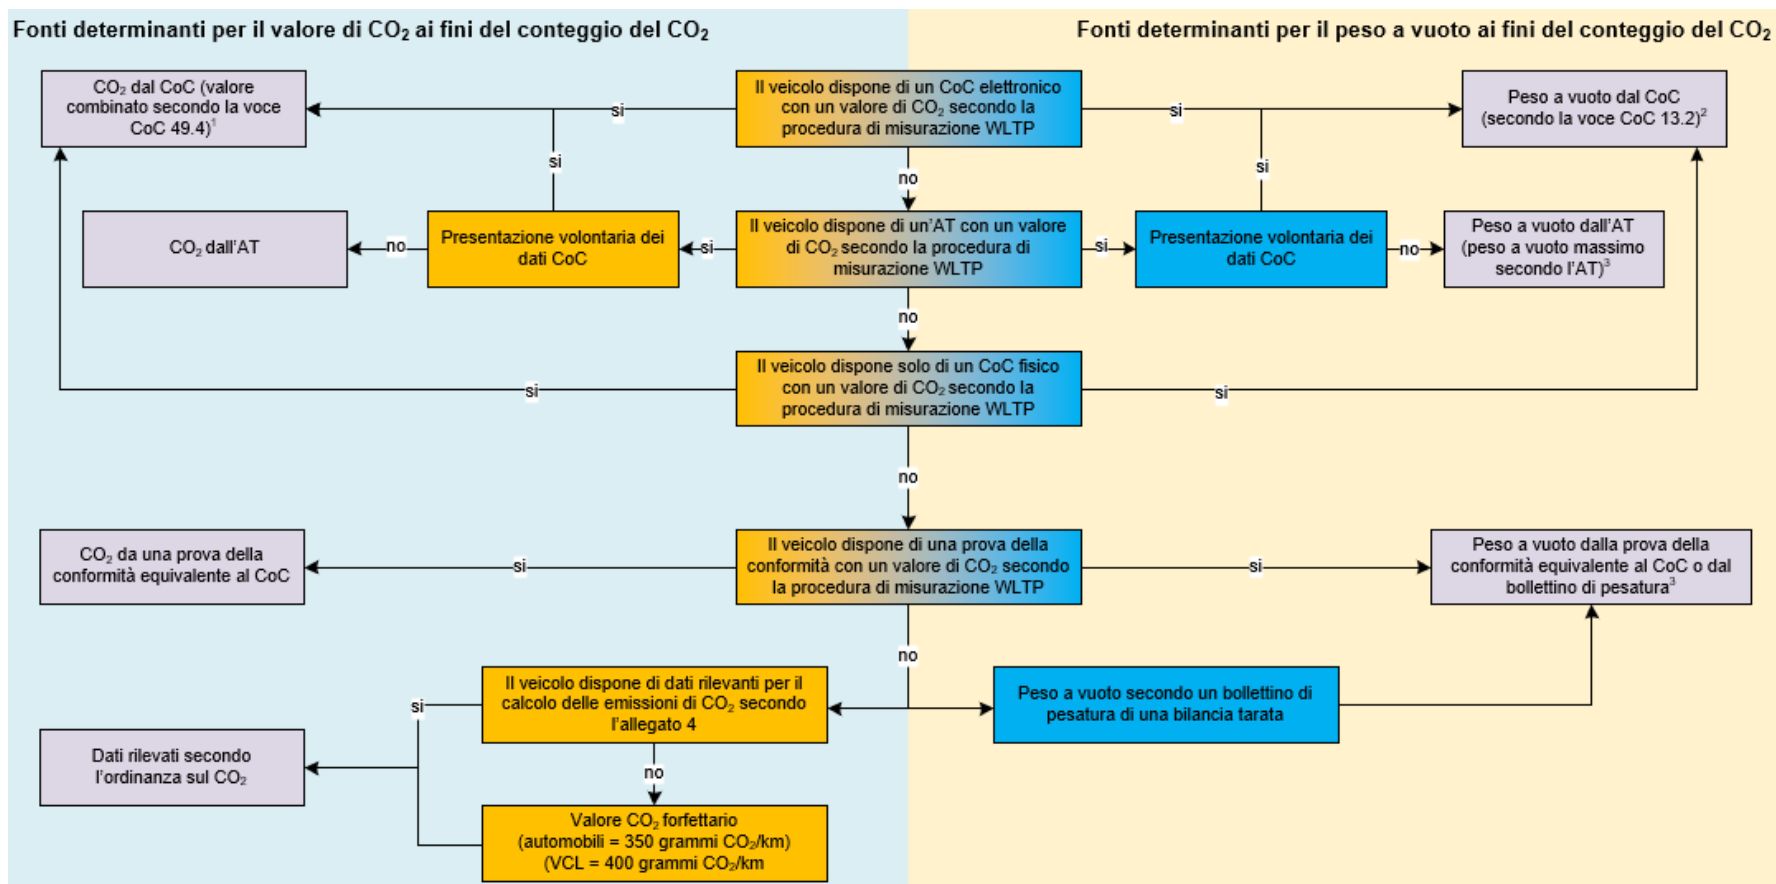 Fonti determinanti per il valore di CO₂ ai fini del conteggio del CO₂
Fonti determinanti per il peso a vuoto ai fini del conteggio del CO₂
CO₂ dal CoC (valore
combinato secondo la voce
CoC 49.4)¹
si
Il veicolo dispone di un CoC elettronico
con un valore di CO₂ secondo la
procedura di misurazione WLTP
si
Peso a vuoto dal CoC
(secondo la voce CoC 13.2)²
si
no
si
CO₂ dall'AT
no
Presentazione volontaria dei
dati CoC
si
Il veicolo dispone di un'AT con un valore
di CO₂ secondo la procedura di
misurazione WLTP
si
Presentazione volontaria dei
dati CoC
no
Peso a vuoto dall'AT
(peso a vuoto massimo
secondo l'AT)³
no
si
Il veicolo dispone solo di un CoC fisico
con un valore di CO₂ secondo la
procedura di misurazione WLTP
si
no
CO₂ da una prova della
conformità equivalente al CoC
si
Il veicolo dispone di una prova della
conformità con un valore di CO₂ secondo
la procedura di misurazione WLTP
si
Peso a vuoto dalla prova della
conformità equivalente al CoC o dal
bollettino di pesatura³
no
si
Il veicolo dispone di dati rilevanti per il
calcolo delle emissioni di CO₂ secondo
l'allegato 4
Peso a vuoto secondo un bollettino di
pesatura di una bilancia tarata
Dati rilevati secondo
l'ordinanza sul CO₂
no
Valore CO₂ forfettario
(automobili = 350 grammi CO₂/km)
(VCL = 400 grammi CO₂/km